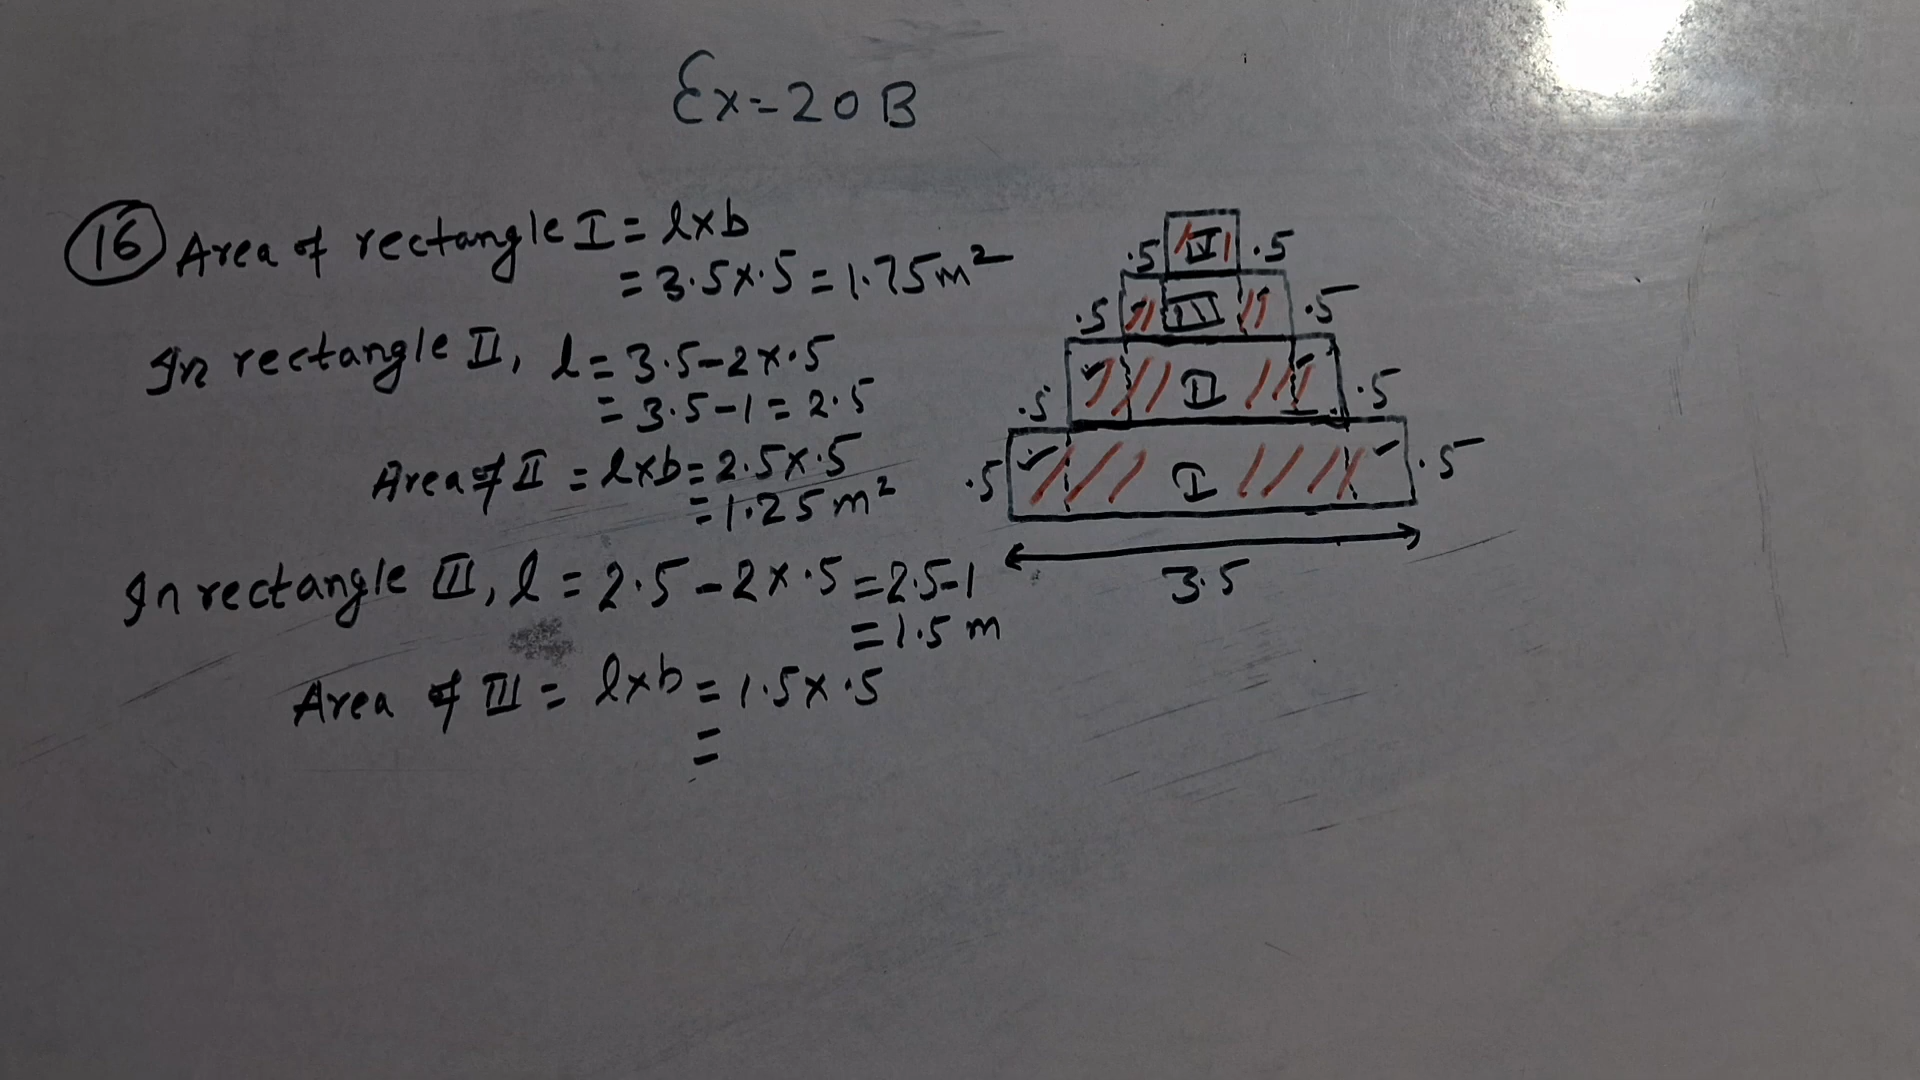 Ex-20B
16 Area of rectangle I = l×b
= 3.5×.5 = 1.75m²
In rectangle II, l = 3.5-2×.5
= 3.5-1 = 2.5
Area of II = l×b = 2.5×.5
= 1.25m²
In rectangle III, l = 2.5-2×.5 = 2.5-1
= 1.5 m
Area of III = l×b = 1.5×.5
=
.5 IV .5
.5 III .5
.5 II .5
.5 I .5
3.5